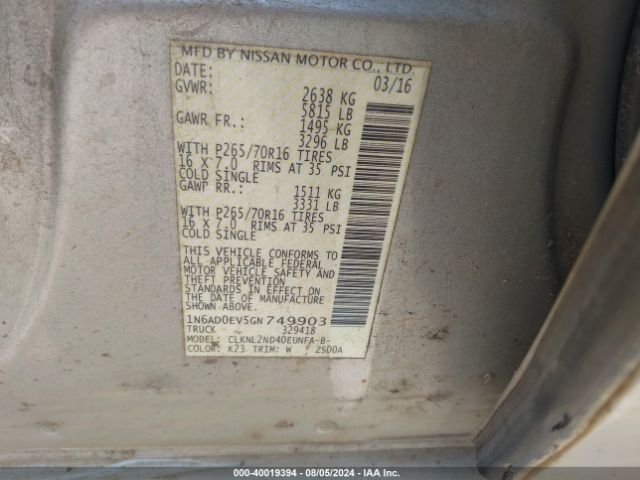 MFD BY NISSAN MOTOR CO., LTD.
DATE: 03/16
GVWR: 2638 KG
5815 LB
GAWR FR.: 1495 KG
3296 LB
WITH P265/70R16 TIRES
16 X 7.0 RIMS AT 35 PSI
COLD SINGLE
GAWR RR.: 1511 KG
3331 LB
WITH P265/70R16 TIRES
16 X 7.0 RIMS AT 35 PSI
COLD SINGLE
THIS VEHICLE CONFORMS TO
ALL APPLICABLE FEDERAL
MOTOR VEHICLE SAFETY AND
THEFT PREVENTION
STANDARDS IN EFFECT ON
THE DATE OF MANUFACTURE
SHOWN ABOVE.
1N6AD0EV5GN749903
TRUCK 329418
MODEL: CLKNL2ND40EUNFA-B-
COLOR: K23 TRIM: W ZS00A
000-40019394 - 08/05/2024 - IAA Inc.